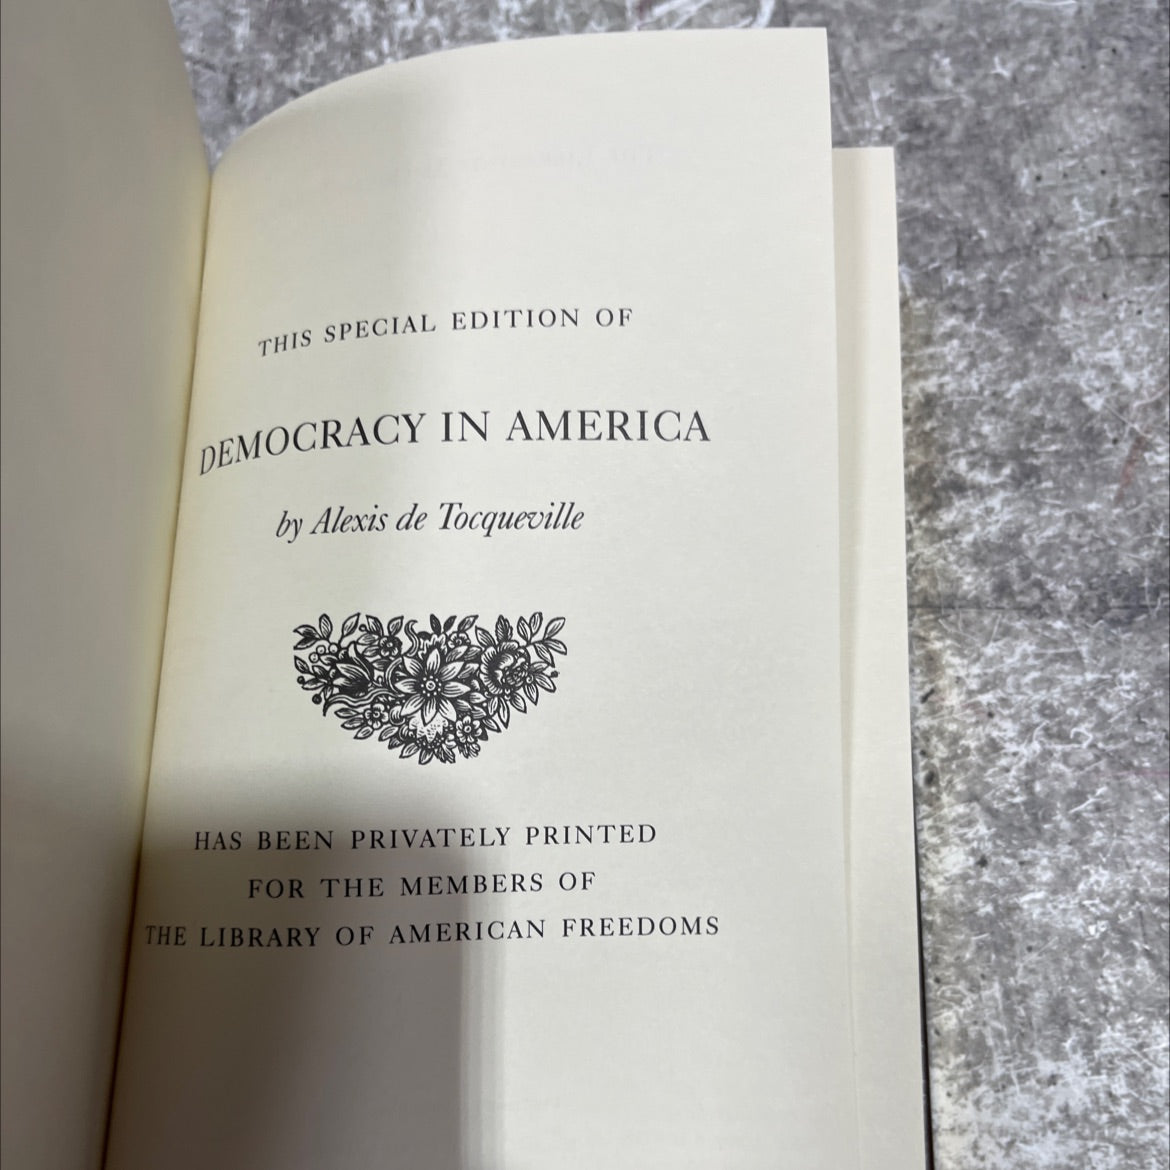 THIS SPECIAL EDITION OF
DEMOCRACY IN AMERICA
by Alexis de Tocqueville
HAS BEEN PRIVATELY PRINTED
FOR THE MEMBERS OF
THE LIBRARY OF AMERICAN FREEDOMS